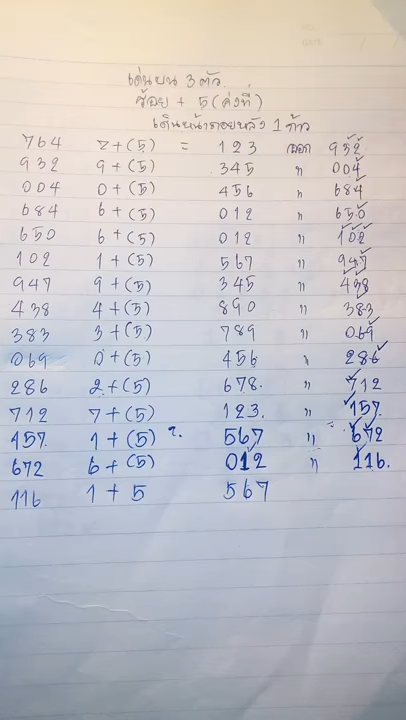 เด่นบน 3 ตัว
ร้อย + 5 (คงที่)
เดินหน้าถอยหลัง 1 ก้าว
764 7+(5) = 123 ออก 932
932 9+(5) 345 " 004
004 0+(5) 456 " 684
684 6+(5) 012 " 650
650 6+(5) 012 " 102
102 1+(5) 567 " 947
947 9+(5) 345 " 438
438 4+(5) 890 " 383
383 3+(5) 789 " 069
069 0+(5) 456 " 286
286 2+(5) 678. " 712
712 7+(5) 123. " 157.
457. 1+(5) 567 " 672
672 6+(5) 012 " 116.
116 1+5 567